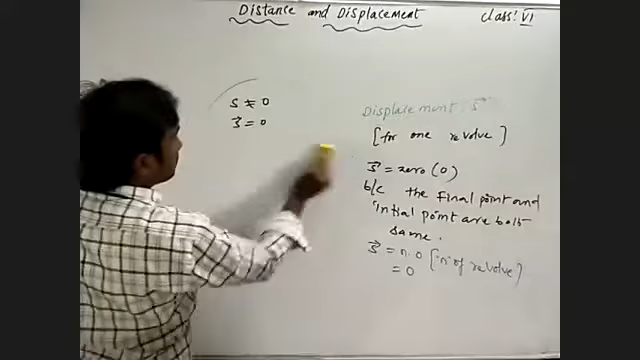 Distance and Displacement
Class: VI
s ≠ 0
s⃗ = 0
Displacement: s⃗
[for one revolve]
s⃗ = zero (0)
b/c the final point and
initial point are both
same.
s⃗ = n.0 ["n" of revolve]
= 0